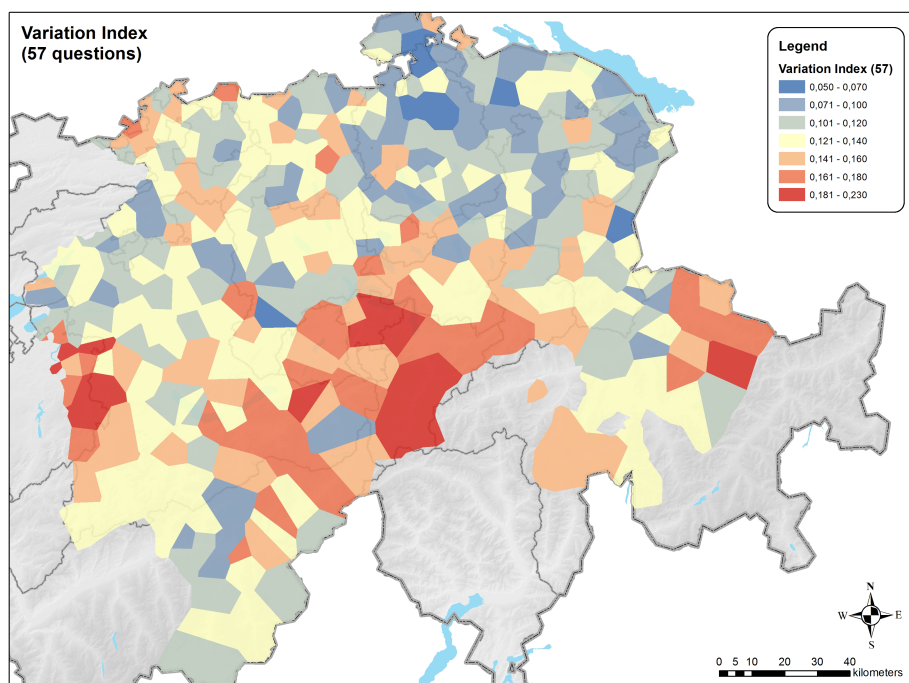 Variation Index
(57 questions)
Legend
Variation Index (57)
0,050 - 0,070
0,071 - 0,100
0,101 - 0,120
0,121 - 0,140
0,141 - 0,160
0,161 - 0,180
0,181 - 0,230
N
W E
S
0 5 10 20 30 40
kilometers